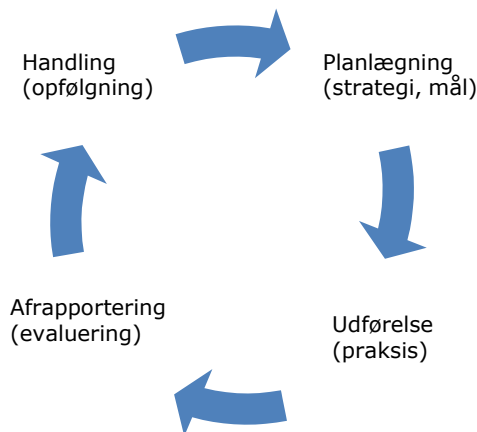 Handling
(opfølgning)
Planlægning
(strategi, mål)
Udførelse
(praksis)
Afrapportering
(evaluering)